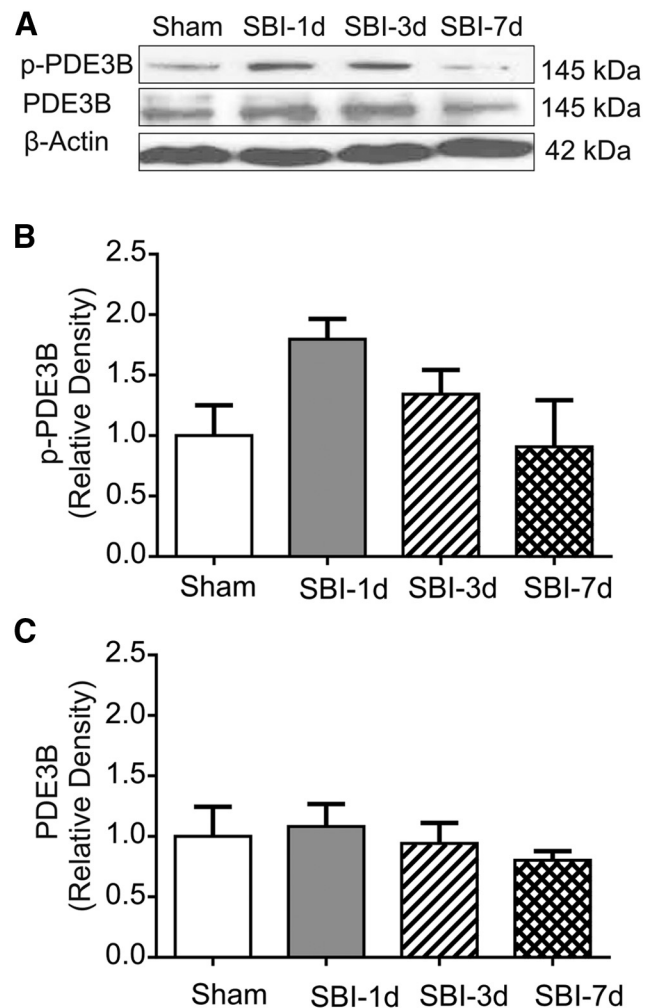 A
Sham SBI-1d SBI-3d SBI-7d
p-PDE3B 145 kDa
PDE3B 145 kDa
β-Actin 42 kDa
B
p-PDE3B
(Relative Density)
2.5
2.0
1.5
1.0
0.5
0.0
Sham SBI-1d SBI-3d SBI-7d
C
PDE3B
(Relative Density)
2.5
2.0
1.5
1.0
0.5
0.0
Sham SBI-1d SBI-3d SBI-7d